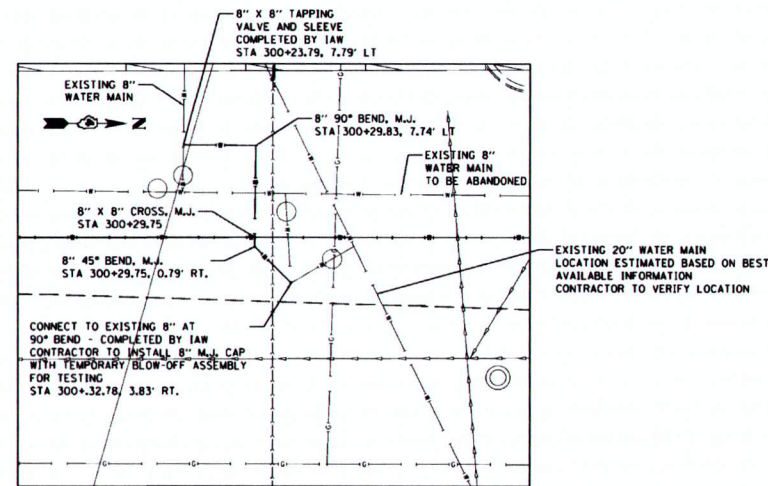 8'' X 8'' TAPPING
VALVE AND SLEEVE
COMPLETED BY IAW
STA 300+23.79, 7.79' LT
EXISTING 8''
WATER MAIN
N
8'' 90° BEND, M.J.
STA 300+29.83, 7.74' LT
EXISTING 8''
WATER MAIN
TO BE ABANDONED
8'' X 8'' CROSS, M.J.
STA 300+29.75
8'' 45° BEND, M.J.
STA 300+29.75, 0.79' RT.
EXISTING 20'' WATER MAIN
LOCATION ESTIMATED BASED ON BEST
AVAILABLE INFORMATION
CONTRACTOR TO VERIFY LOCATION
CONNECT TO EXISTING 8'' AT
90° BEND - COMPLETED BY IAW
CONTRACTOR TO INSTALL 8'' M.J. CAP
WITH TEMPORARY BLOW-OFF ASSEMBLY
FOR TESTING
STA 300+.32.78, 3.83' RT.